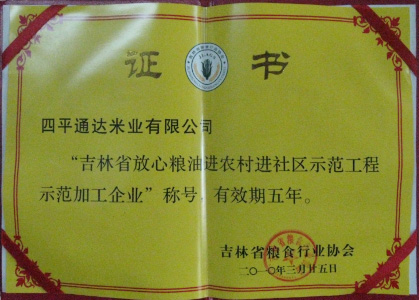 证书
四平通达米业有限公司
“吉林省放心粮油进农村进社区示范工程
示范加工企业”称号，有效期五年。
吉林省粮食行业协会
二〇一〇年三月廿五日